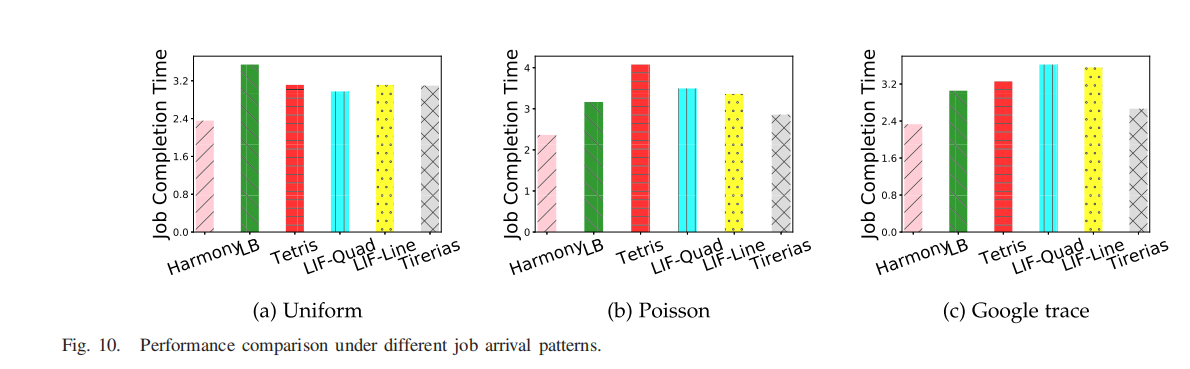 Job Completion Time
3.2
2.4
1.6
0.8
0.0
Harmony
LB
Tetris
LIF-Quad
LIF-Line
Tirerias
(a) Uniform
Job Completion Time
4
3
2
1
0
Harmony
LB
Tetris
LIF-Quad
LIF-Line
Tirerias
(b) Poisson
Job Completion Time
3.2
2.4
1.6
0.8
0.0
Harmony
LB
Tetris
LIF-Quad
LIF-Line
Tirerias
(c) Google trace
Fig. 10. Performance comparison under different job arrival patterns.